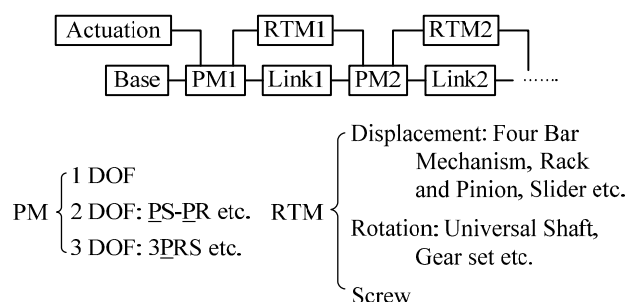 Actuation RTM1 RTM2
Base PM1 Link1 PM2 Link2 ......
PM
1 DOF
2 DOF: PS-PR etc.
3 DOF: 3PRS etc.
RTM
Displacement: Four Bar
Mechanism, Rack
and Pinion, Slider etc.
Rotation: Universal Shaft,
Gear set etc.
Screw